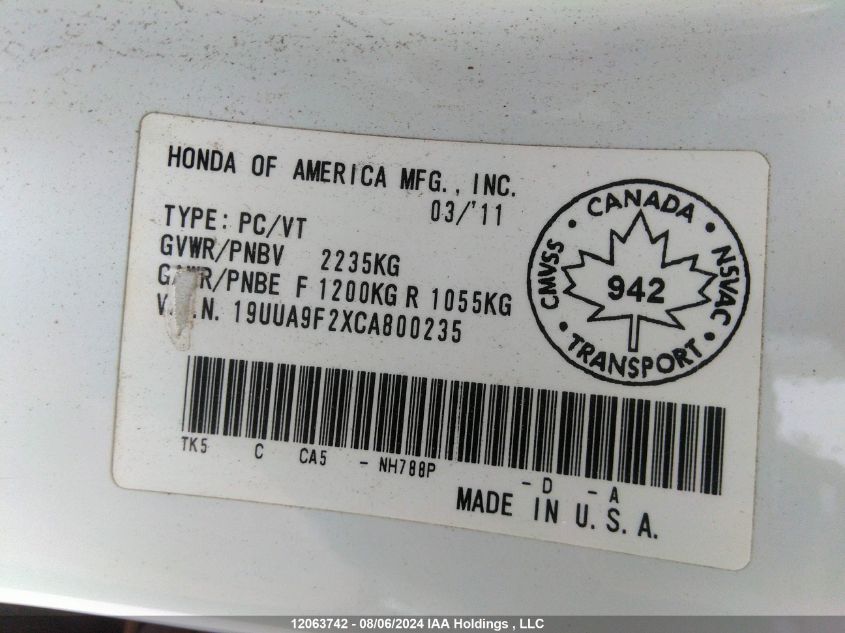 HONDA OF AMERICA MFG., INC.
03/'11
TYPE: PC/VT
GVWR/PNBV 2235KG
G WR/PNBE F 1200KG R 1055KG
V. .N. 19UUA9F2XCA800235
CANADA
CMVSS
NSVAC
942
TRANSPORT
TK5 C CA5 - NH788P - D - A
MADE IN U.S.A.
12063742 - 08/06/2024 IAA Holdings , LLC